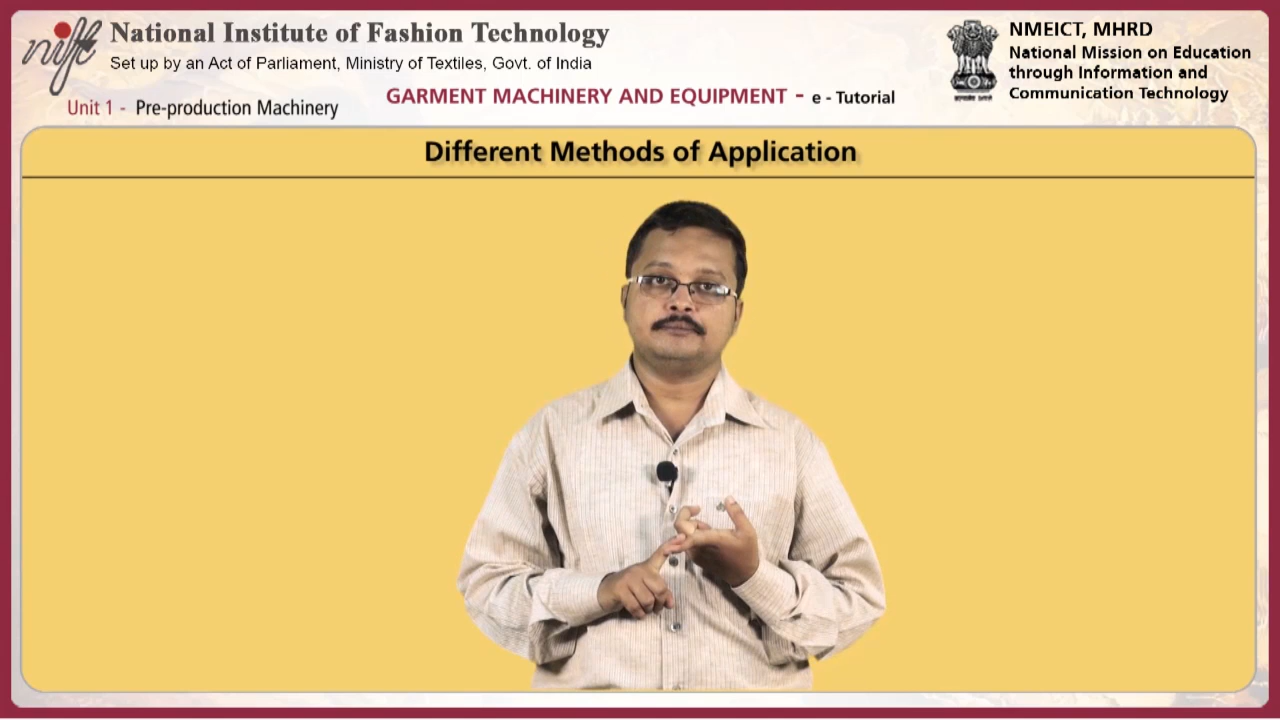 nift
National Institute of Fashion Technology
Set up by an Act of Parliament, Ministry of Textiles, Govt. of India
Unit 1 - Pre-production Machinery
GARMENT MACHINERY AND EQUIPMENT - e - Tutorial
NMEICT, MHRD
National Mission on Education
through Information and
Communication Technology
Different Methods of Application